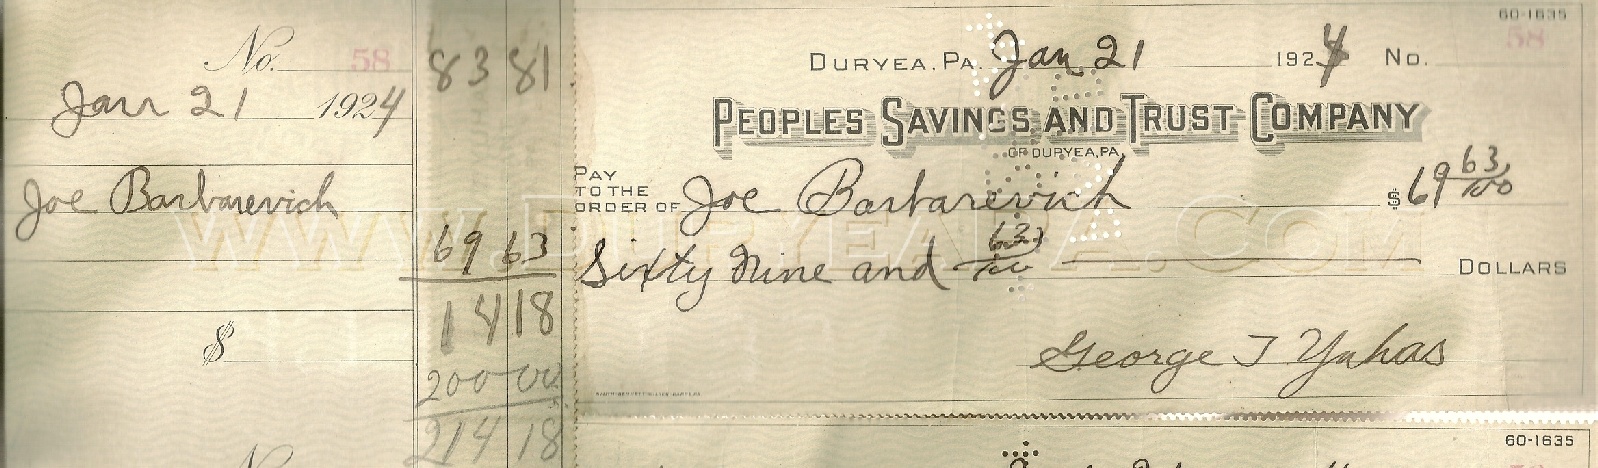 60-1635
No. 58
83 81
DURYEA, PA. Jan 21 1924 No. 58
Jan 21 1924
PEOPLES SAVINGS AND TRUST COMPANY
OF DURYEA, PA.
Joe Barbarevich
PAY TO THE ORDER OF Joe Barbarevich $ 69 63/100
WWW.DURYEAPA.COM
69 63
Sixty Nine and 63/100 DOLLARS
14 18
$
George J Yuhas
200 00
214 18
No.
60-1635